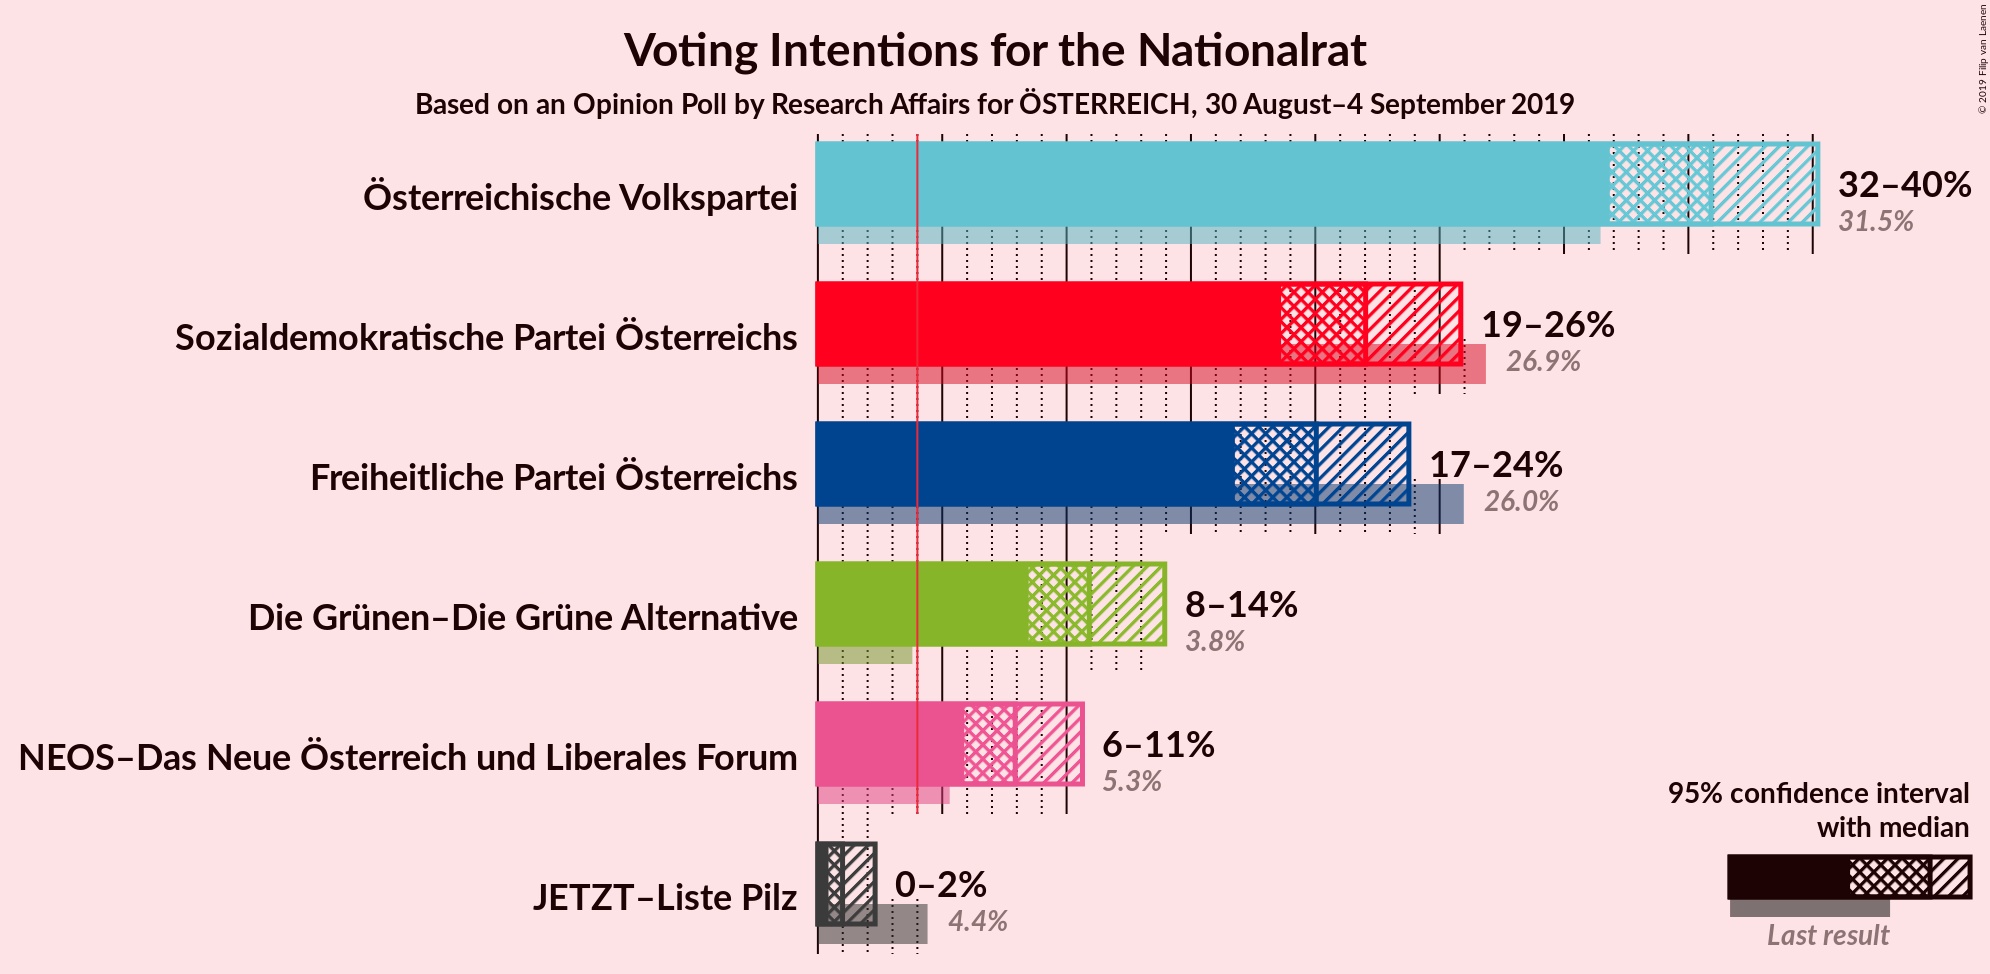 Voting Intentions for the Nationalrat
Based on an Opinion Poll by Research Affairs for ÖSTERREICH, 30 August–4 September 2019
© 2019 Filip van Laenen
Österreichische Volkspartei
32–40%
31.5%
Sozialdemokratische Partei Österreichs
19–26%
26.9%
Freiheitliche Partei Österreichs
17–24%
26.0%
Die Grünen–Die Grüne Alternative
8–14%
3.8%
NEOS–Das Neue Österreich und Liberales Forum
6–11%
5.3%
JETZT–Liste Pilz
0–2%
4.4%
95% confidence interval
with median
Last result